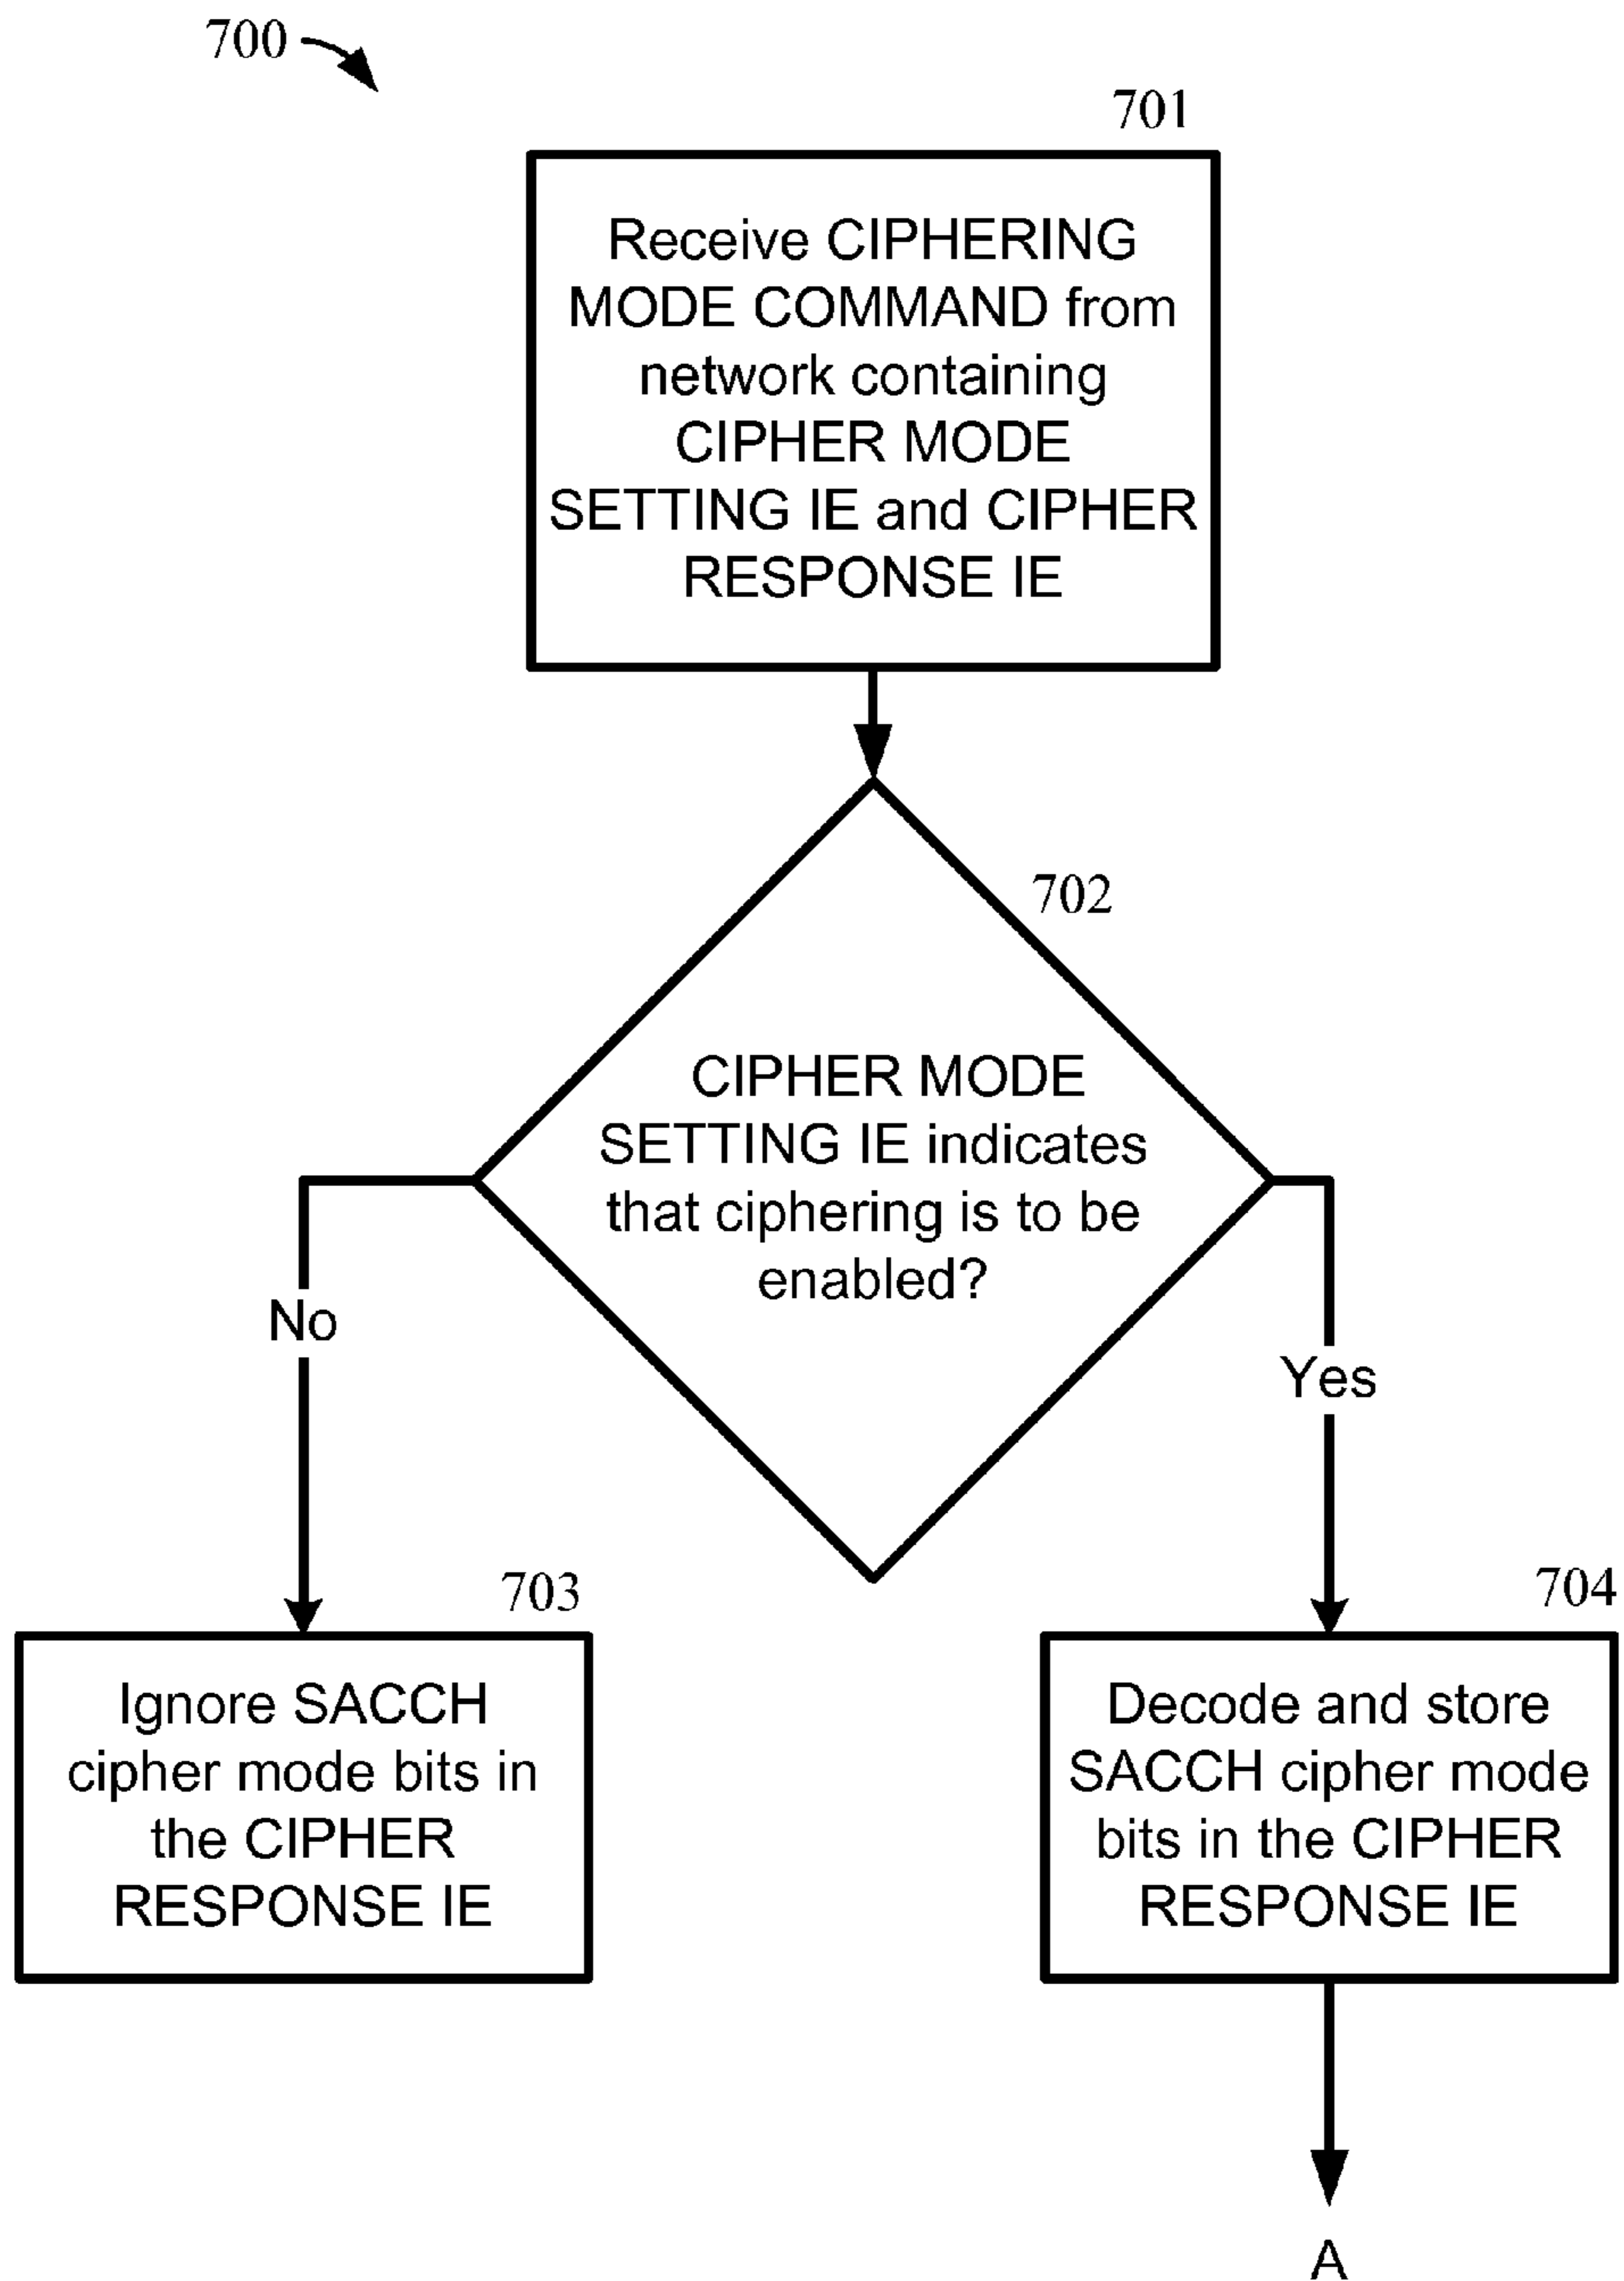 700
701
Receive CIPHERING
MODE COMMAND from
network containing
CIPHER MODE
SETTING IE and CIPHER
RESPONSE IE
702
CIPHER MODE
SETTING IE indicates
that ciphering is to be
enabled?
No
Yes
703
Ignore SACCH
cipher mode bits in
the CIPHER
RESPONSE IE
704
Decode and store
SACCH cipher mode
bits in the CIPHER
RESPONSE IE
A